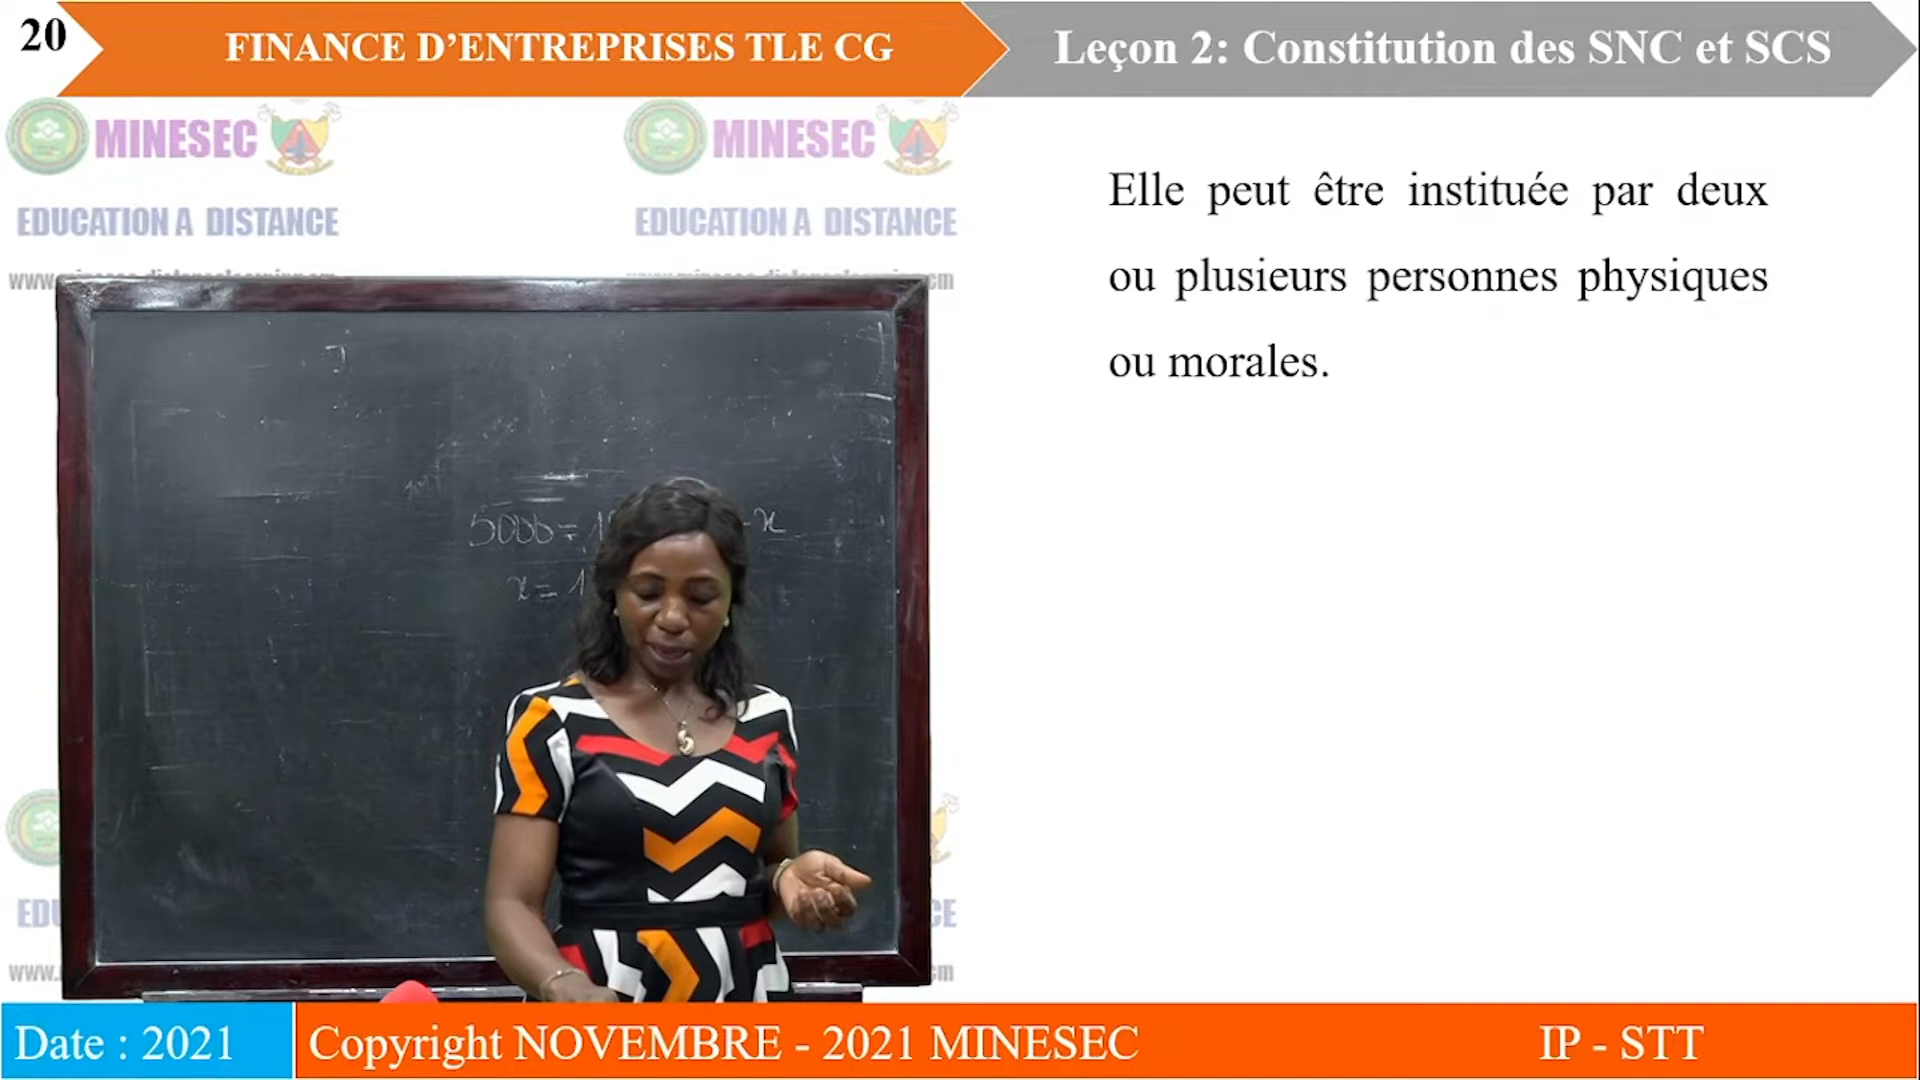 20
FINANCE D’ENTREPRISES TLE CG
Leçon 2: Constitution des SNC et SCS
MINESEC
MINESEC
EDUCATION A DISTANCE
EDUCATION A DISTANCE
Elle peut être instituée par deux
ou plusieurs personnes physiques
ou morales.
5000 =
x
x =
Date : 2021
Copyright NOVEMBRE - 2021 MINESEC
IP - STT